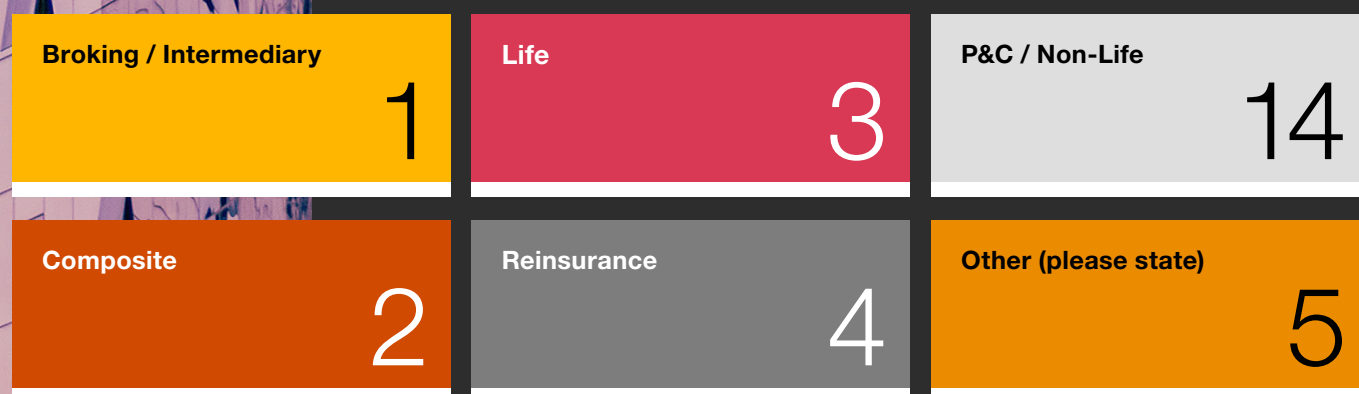 Broking / Intermediary
1
Life
3
P&C / Non-Life
14
Composite
2
Reinsurance
4
Other (please state)
5